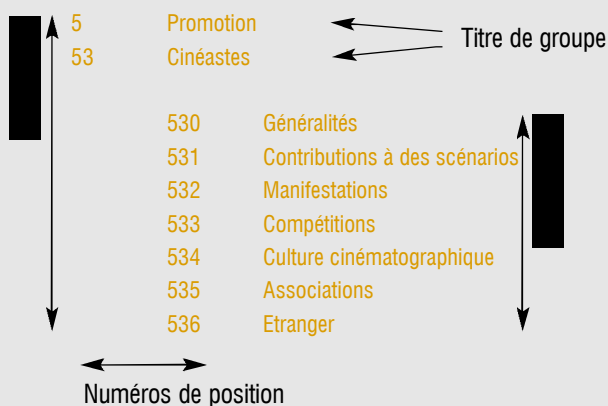 5 Promotion
Titre de groupe
53 Cinéastes
530 Généralités
531 Contributions à des scénarios
532 Manifestations
533 Compétitions
534 Culture cinématographique
535 Associations
536 Etranger
Numéros de position